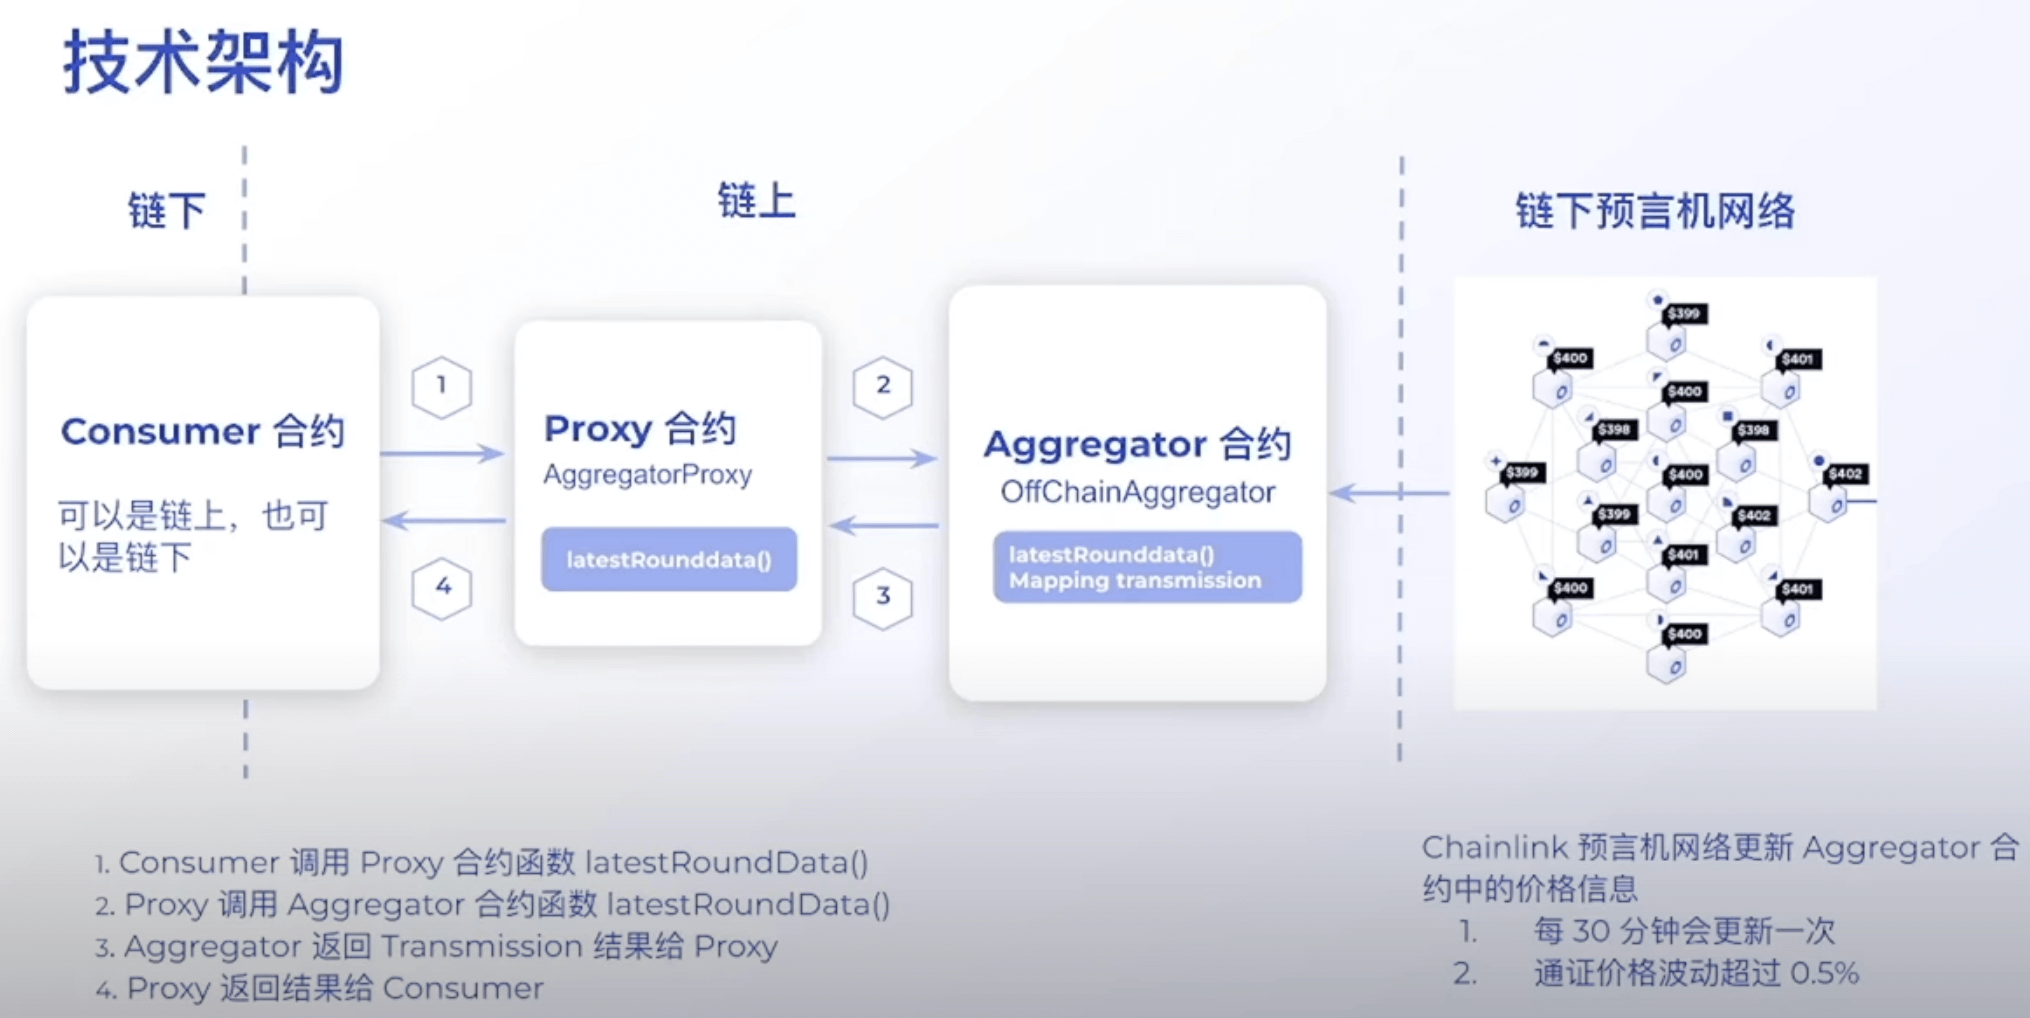 技术架构
链下
链上
链下预言机网络
Consumer 合约
可以是链上，也可
以是链下
1
4
Proxy 合约
AggregatorProxy
latestRounddata()
2
3
Aggregator 合约
OffChainAggregator
latestRounddata()
Mapping transmission
$399
$400
$401
$400
$398
$398
$399
$400
$402
$399
$402
$401
$400
$401
$400
1. Consumer 调用 Proxy 合约函数 latestRoundData()
2. Proxy 调用 Aggregator 合约函数 latestRoundData()
3. Aggregator 返回 Transmission 结果给 Proxy
4. Proxy 返回结果给 Consumer
Chainlink 预言机网络更新 Aggregator 合
约中的价格信息
1. 每 30 分钟会更新一次
2. 通证价格波动超过 0.5%